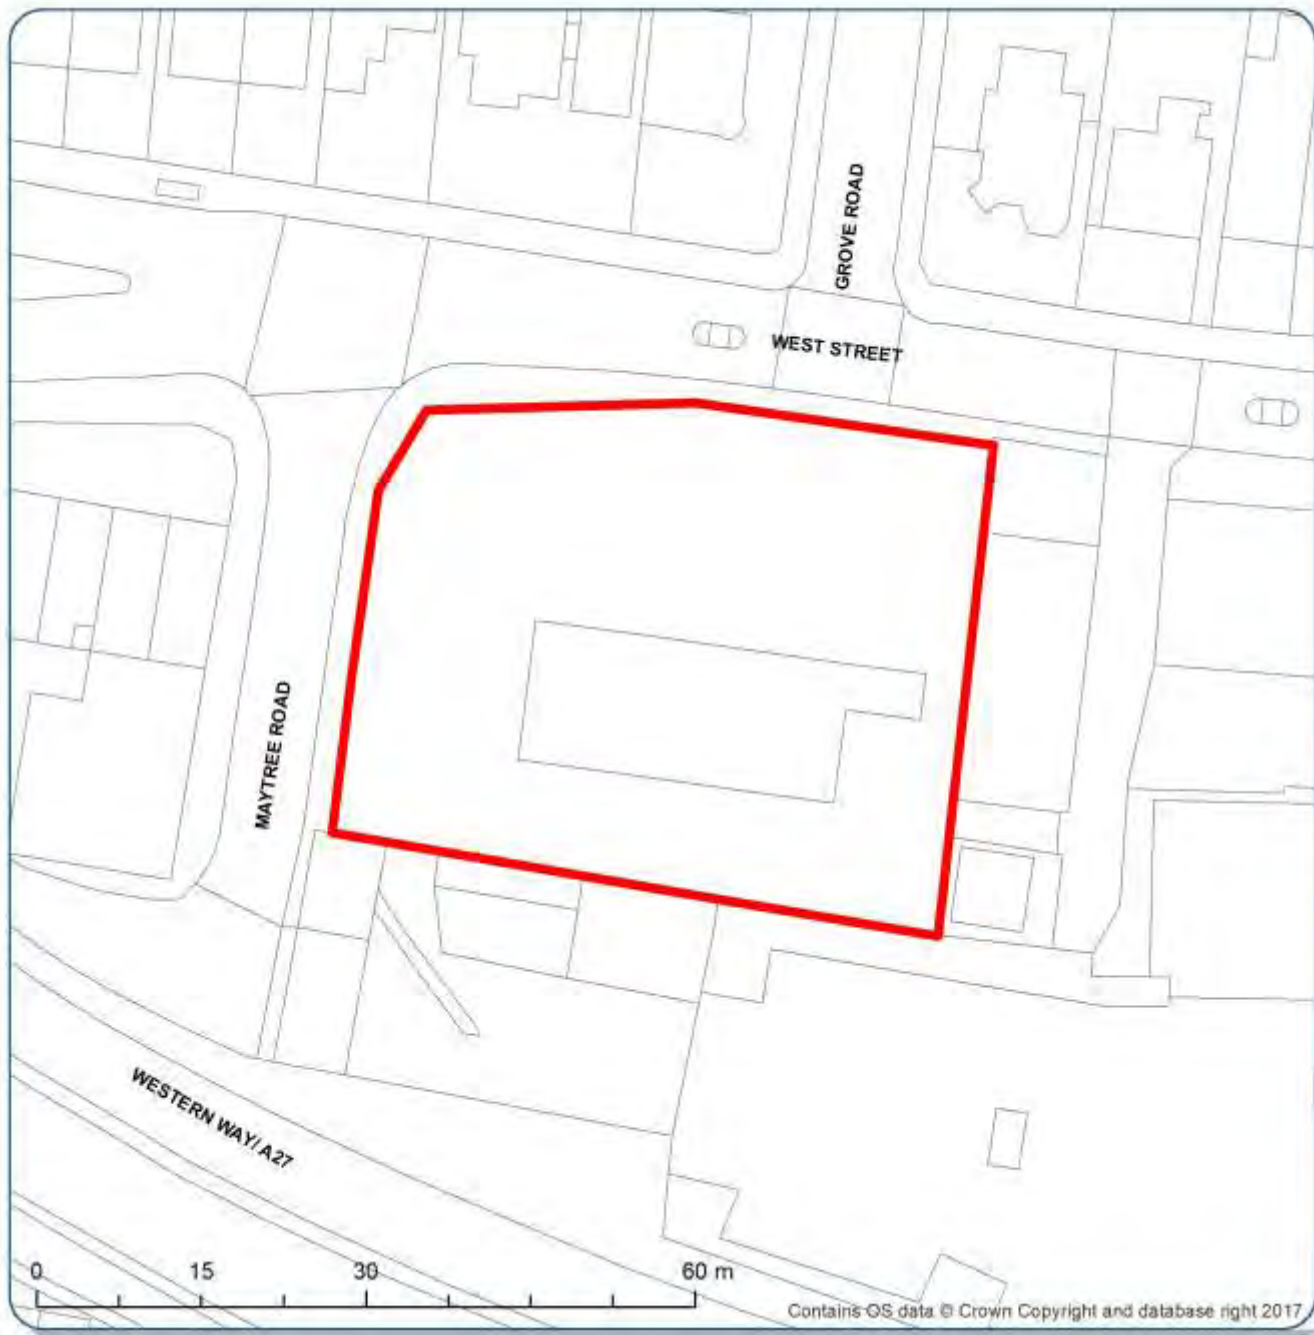 GROVE ROAD
WEST STREET
MAYTREE ROAD
WESTERN WAY/ A27
0 15 30 60 m
Contains OS data © Crown Copyright and database right 2017